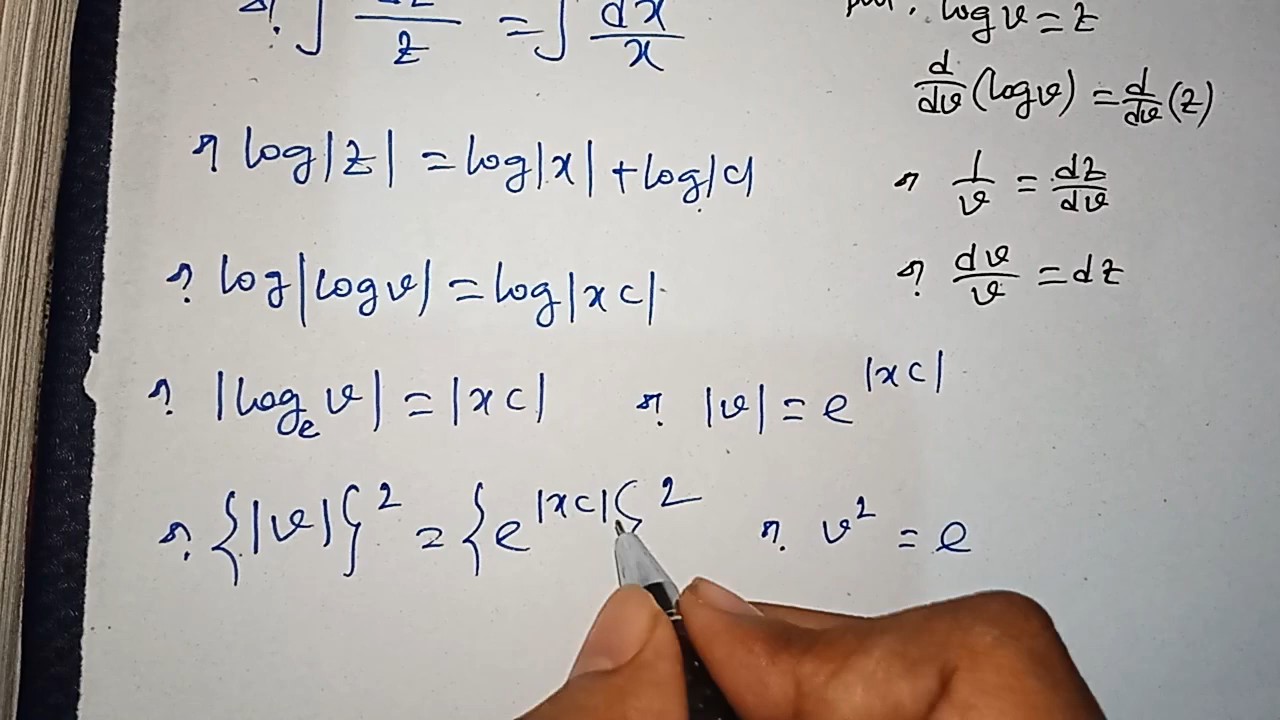 ∫ dz/z = ∫ dx/x
log|z| = log|x| + log|c|
log|log v| = log|xc|
|logₑ v| = |xc| |v| = e^|xc|
{|v|}² = {e^|xc|}² v² = e
log v = z
d/dv (log v) = d/dv (z)
1/v = dz/dv
dv/v = dz